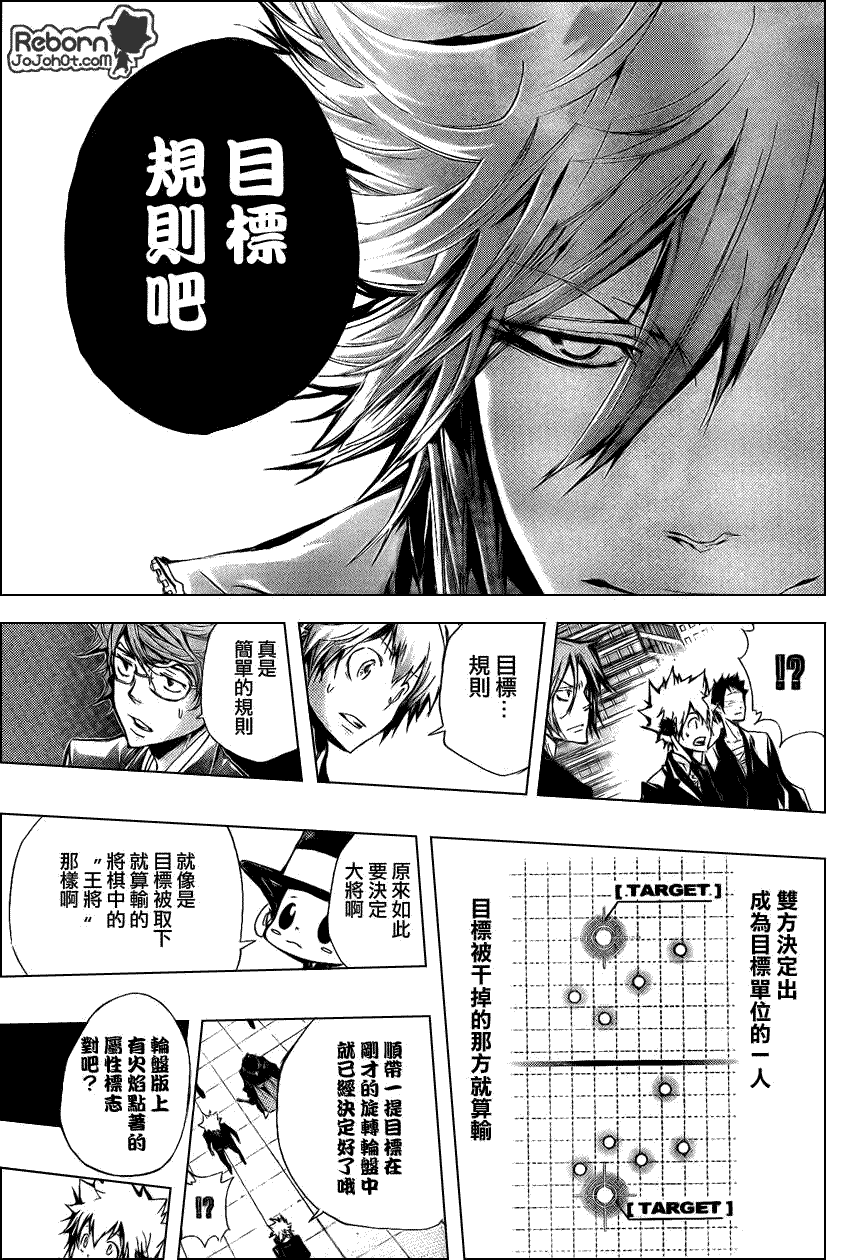 Reborn
JoJoHot.com
目標
規則吧
!?
目標…
規則
真是
簡單的規則
雙方決定出
成為目標單位的一人
[ TARGET ]
[ TARGET ]
目標被干掉的那方就算輸
原來如此
要決定
大將啊
就像是
目標被取下
就算輸的
將棋中的
〝王將〞
那樣啊
順帶一提目標在
剛才的旋轉輪盤中
就已經決定好了哦
!?
輪盤版上
有火焰點著的
屬性標志
對吧?